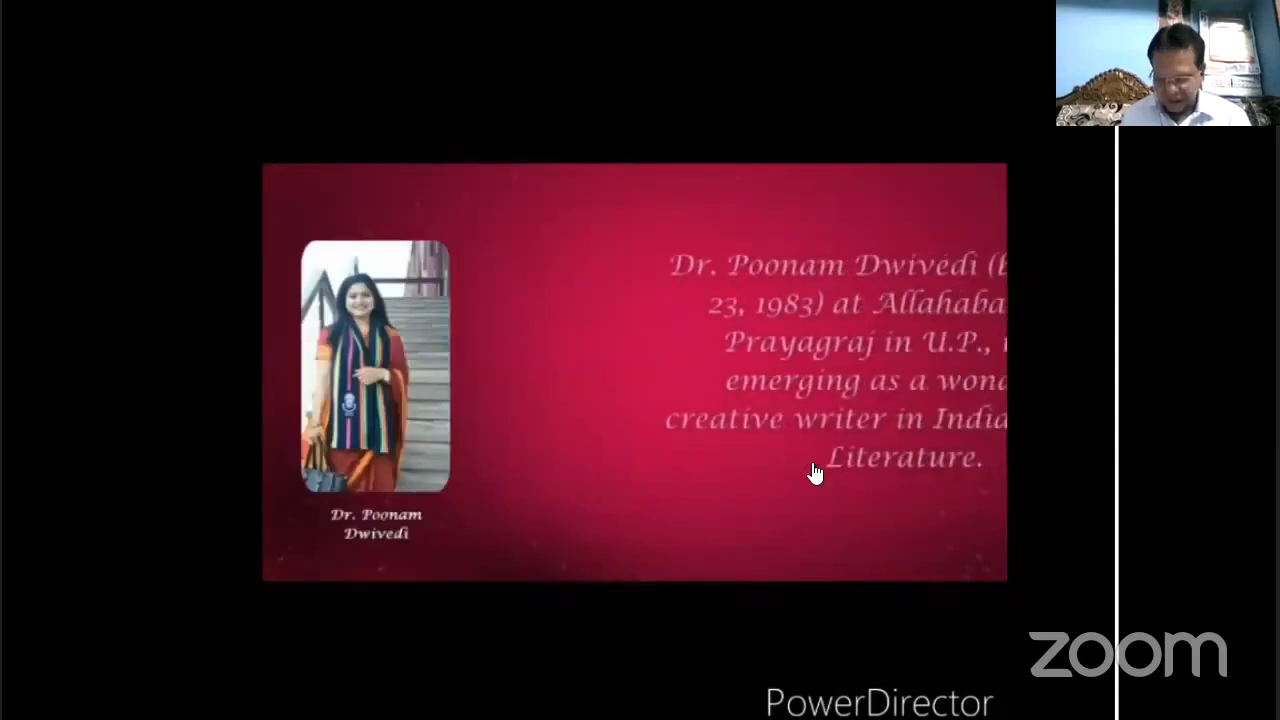 Dr. Poonam Dwivedi (b
23, 1983) at Allahaba
Prayagraj in U.P.,
emerging as a wond
creative writer in India
Literature.
Dr. Poonam
Dwivedi
zoom
PowerDirector